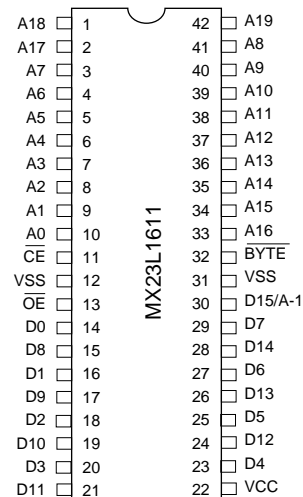 A18 1 42 A19
A17 2 41 A8
A7 3 40 A9
A6 4 39 A10
A5 5 38 A11
A4 6 37 A12
A3 7 36 A13
A2 8 35 A14
A1 9 34 A15
A0 10 33 A16
CE 11 32 BYTE
VSS 12 31 VSS
OE 13 30 D15/A-1
D0 14 29 D7
D8 15 28 D14
D1 16 27 D6
D9 17 26 D13
D2 18 25 D5
D10 19 24 D12
D3 20 23 D4
D11 21 22 VCC
MX23L1611